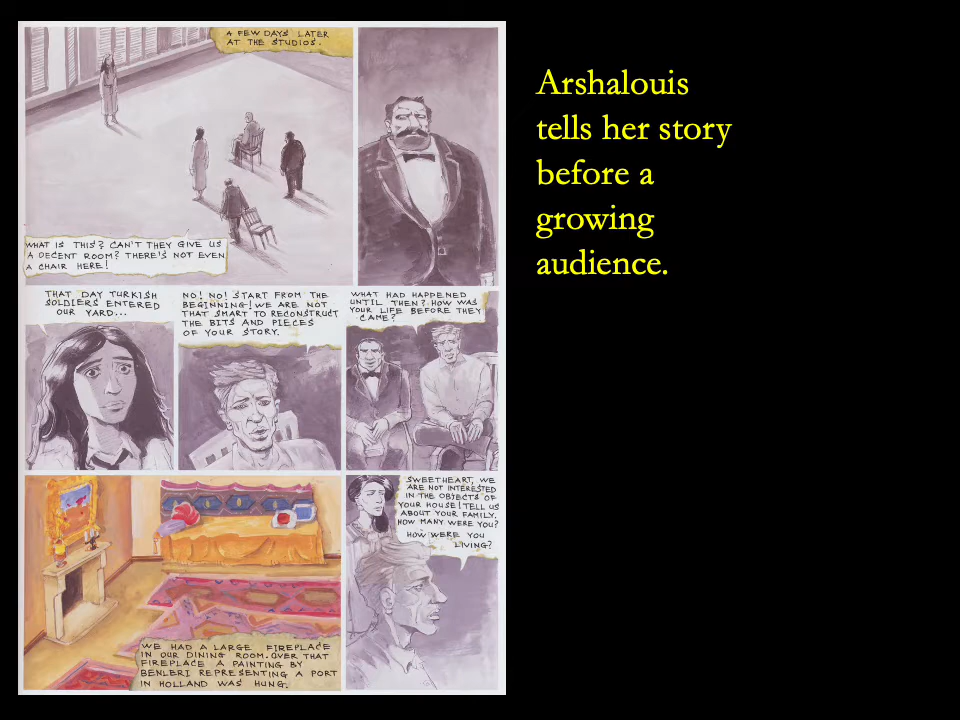 A FEW DAYS LATER
AT THE STUDIOS.
WHAT IS THIS? CAN'T THEY GIVE US
A DECENT ROOM? THERE'S NOT EVEN
A CHAIR HERE!
THAT DAY TURKISH
SOLDIERS ENTERED
OUR YARD...
NO! NO! START FROM THE
BEGINNING! WE ARE NOT
THAT SMART TO RECONSTRUCT
THE BITS AND PIECES
OF YOUR STORY.
WHAT HAD HAPPENED
UNTIL THEN? HOW WAS
YOUR LIFE BEFORE THEY
CAME?
WE HAD A LARGE FIREPLACE
IN OUR DINING ROOM. OVER THAT
FIREPLACE A PAINTING BY
BENLERI REPRESENTING A PORT
IN HOLLAND WAS HUNG.
SWEETHEART, WE
ARE NOT INTERESTED
IN THE OBJECTS OF
YOUR HOUSE! TELL US
ABOUT YOUR FAMILY.
HOW MANY WERE YOU?
HOW WERE YOU
LIVING?
Arshalouis
tells her story
before a
growing
audience.